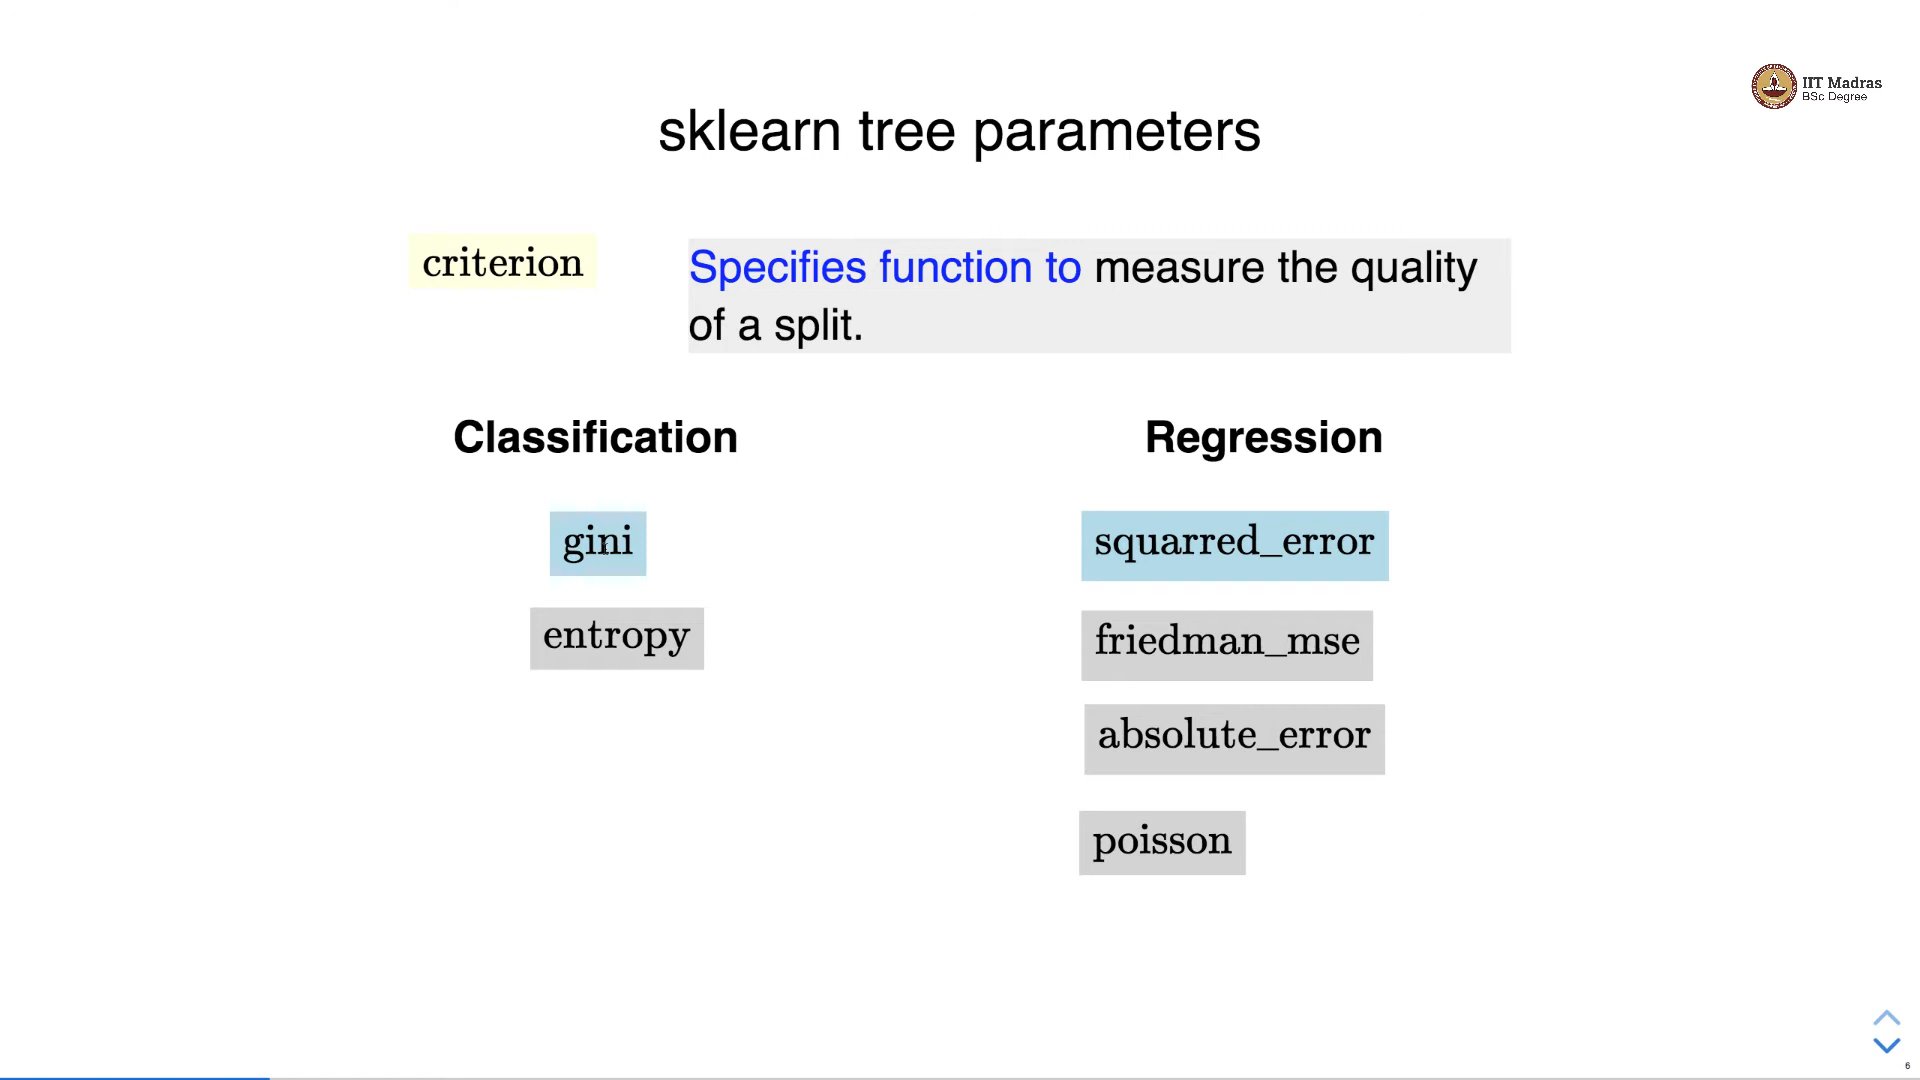 IIT Madras
BSc Degree
sklearn tree parameters
criterion
Specifies function to measure the quality
of a split.
Classification
Regression
gini
squarred_error
entropy
friedman_mse
absolute_error
poisson
6